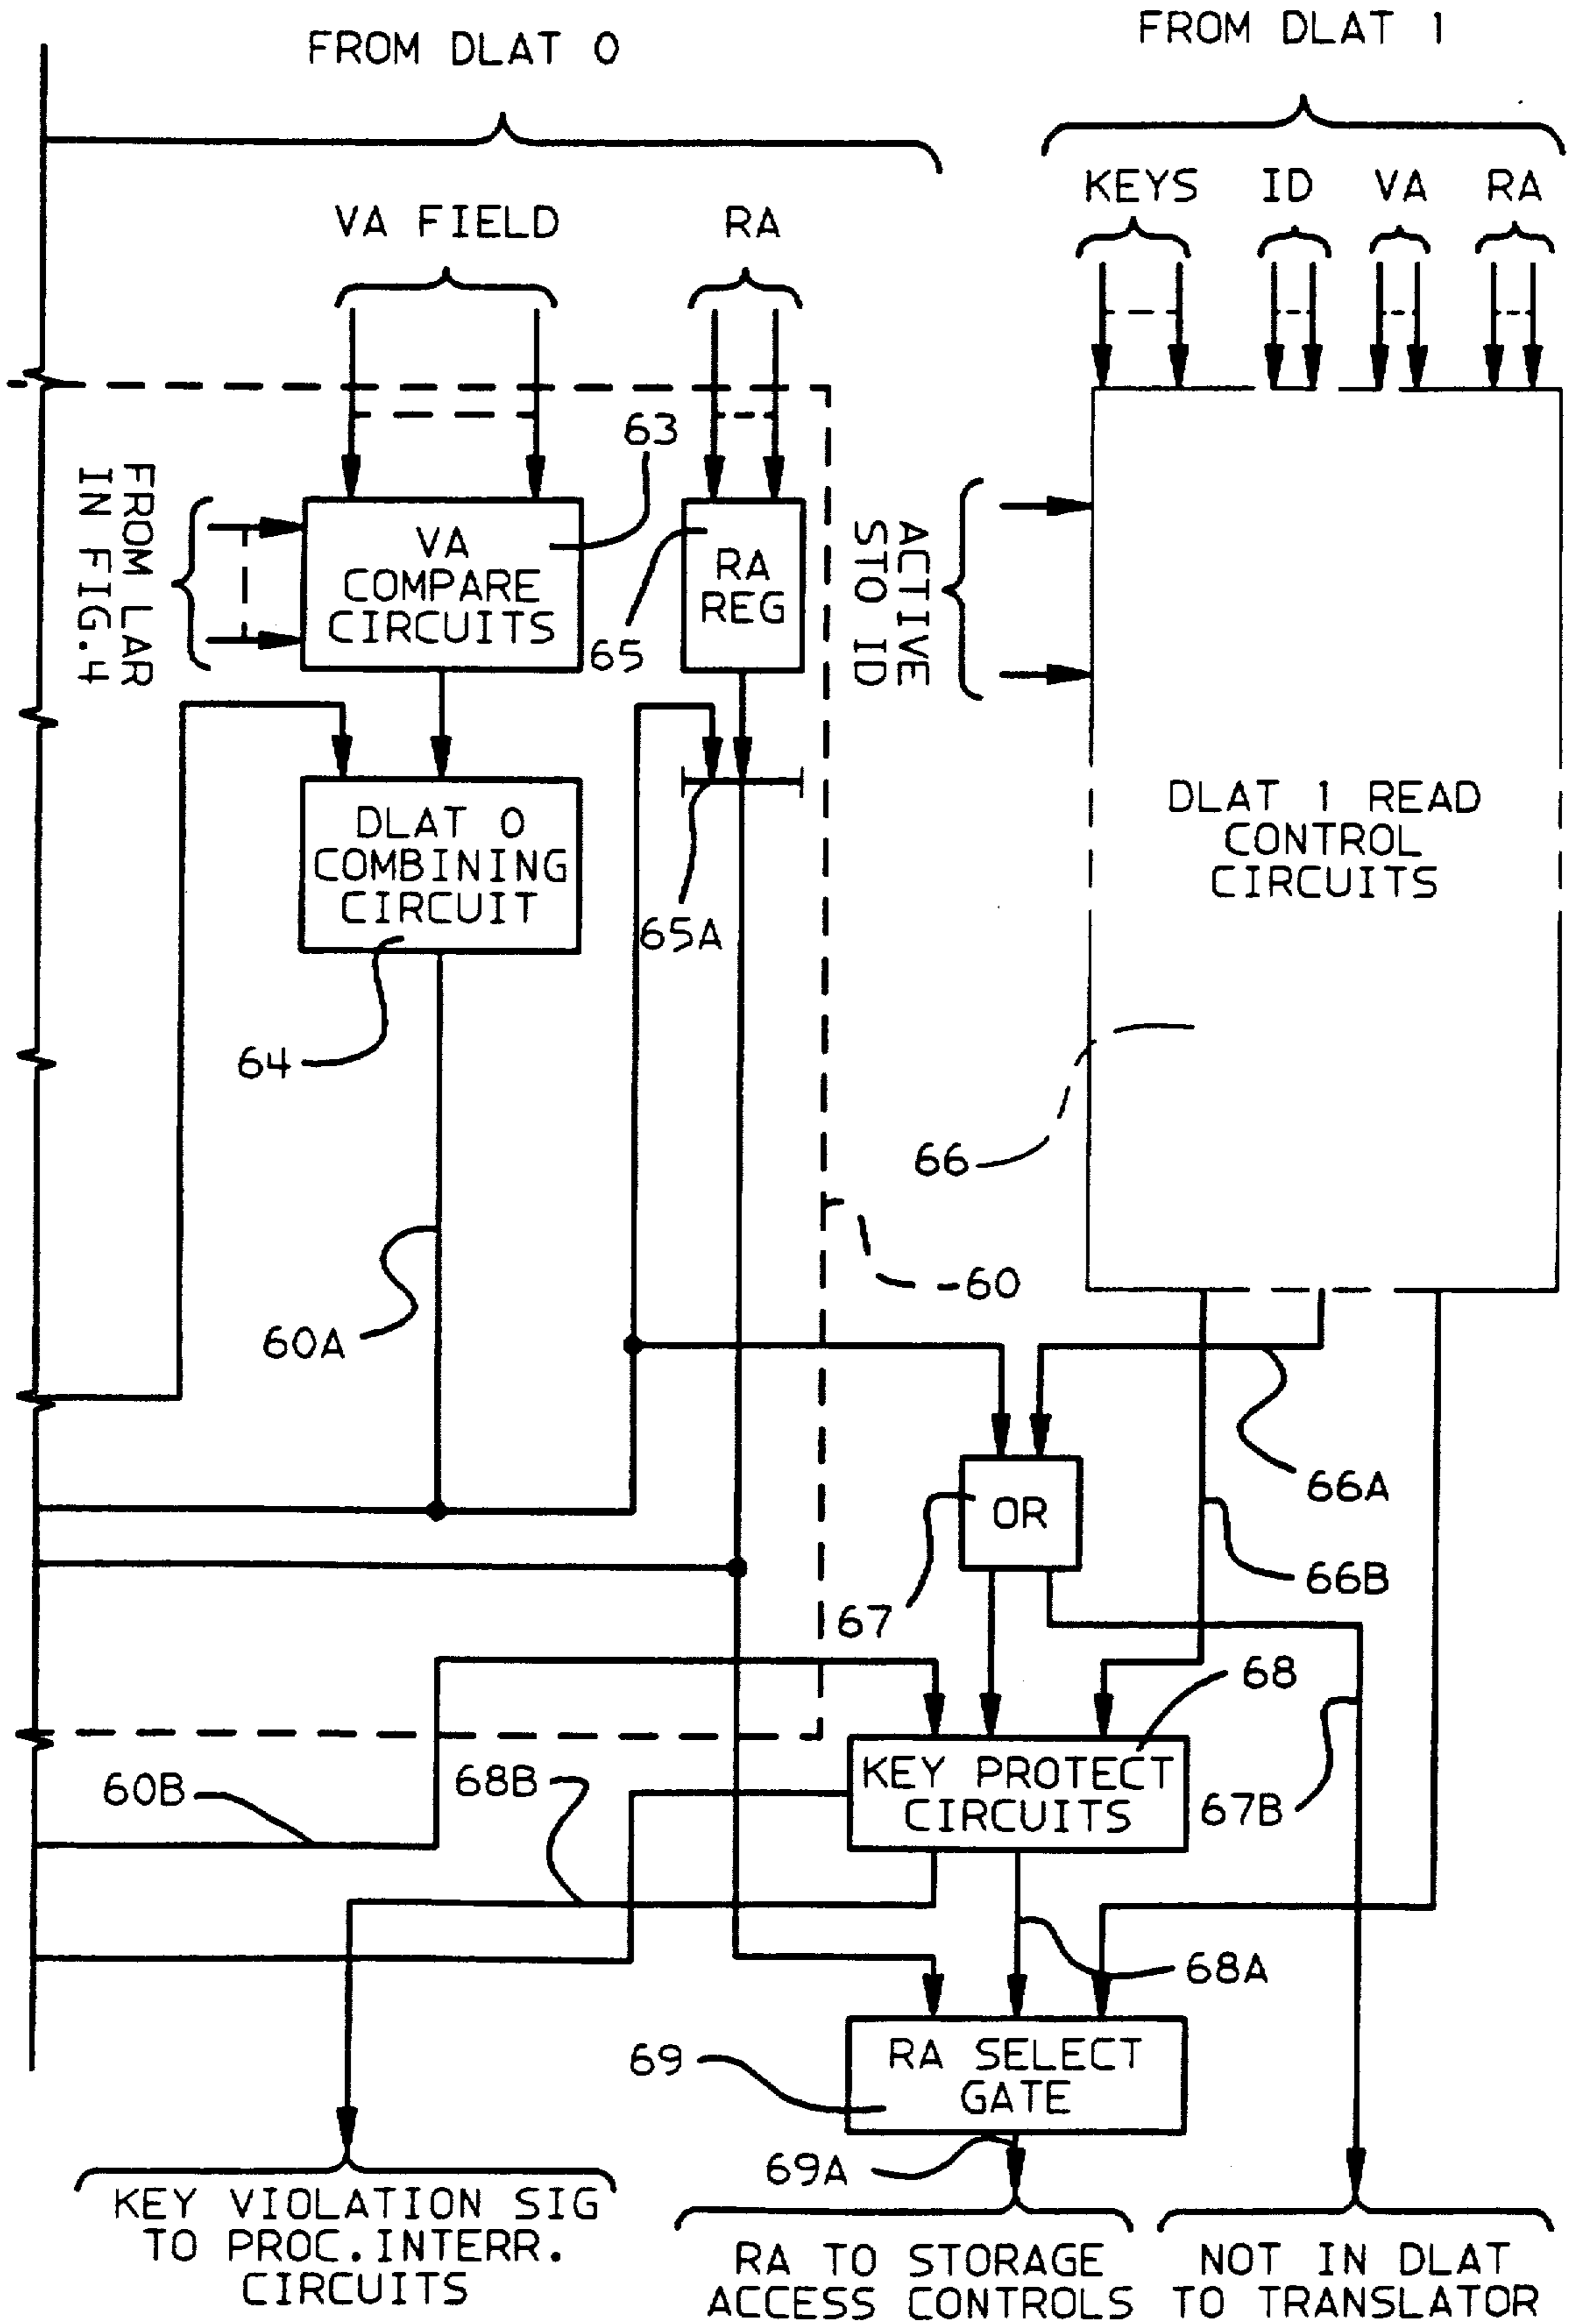 FROM DLAT 0
FROM DLAT 1
KEYS
ID
VA
RA
VA FIELD
RA
63
FROM LAR
IN FIG.4
VA
COMPARE
CIRCUITS
65
RA
REG
ACTIVE
STO ID
DLAT 0
COMBINING
CIRCUIT
65A
DLAT 1 READ
CONTROL
CIRCUITS
64
66
60
60A
66A
OR
66B
67
68
60B
68B
KEY PROTECT
CIRCUITS
67B
68A
69
RA SELECT
GATE
69A
KEY VIOLATION SIG
TO PROC.INTERR.
CIRCUITS
RA TO STORAGE
ACCESS CONTROLS
NOT IN DLAT
TO TRANSLATOR